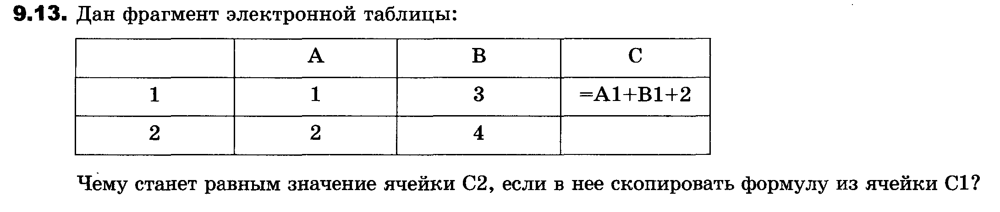 9.13. Дан фрагмент электронной таблицы:
A B C
1 1 3 =A1+B1+2
2 2 4
Чему станет равным значение ячейки C2, если в нее скопировать формулу из ячейки C1?